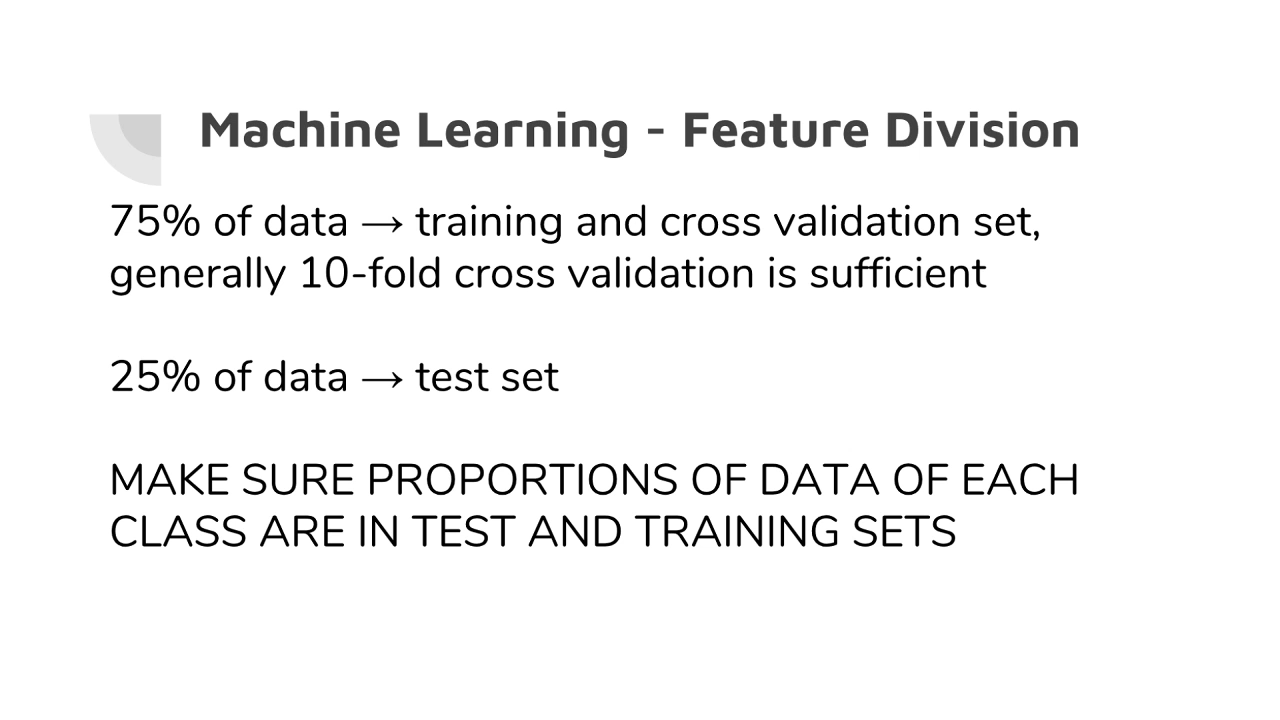 Machine Learning - Feature Division
75% of data → training and cross validation set,
generally 10-fold cross validation is sufficient
25% of data → test set
MAKE SURE PROPORTIONS OF DATA OF EACH
CLASS ARE IN TEST AND TRAINING SETS